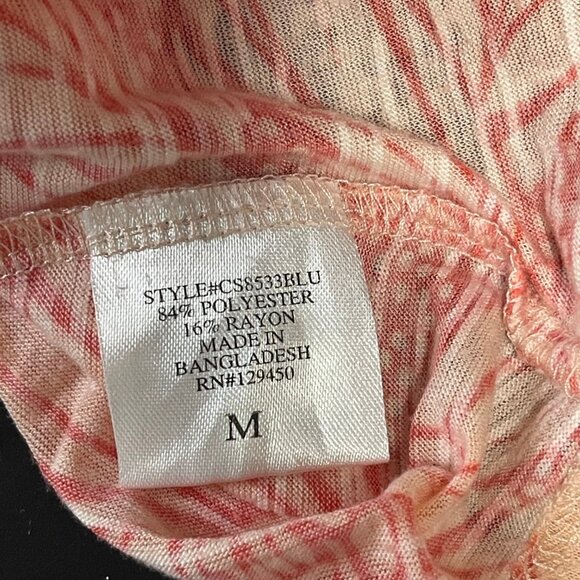 STYLE#CS8533BLU
84% POLYESTER
16% RAYON
MADE IN
BANGLADESH
RN#129450
M